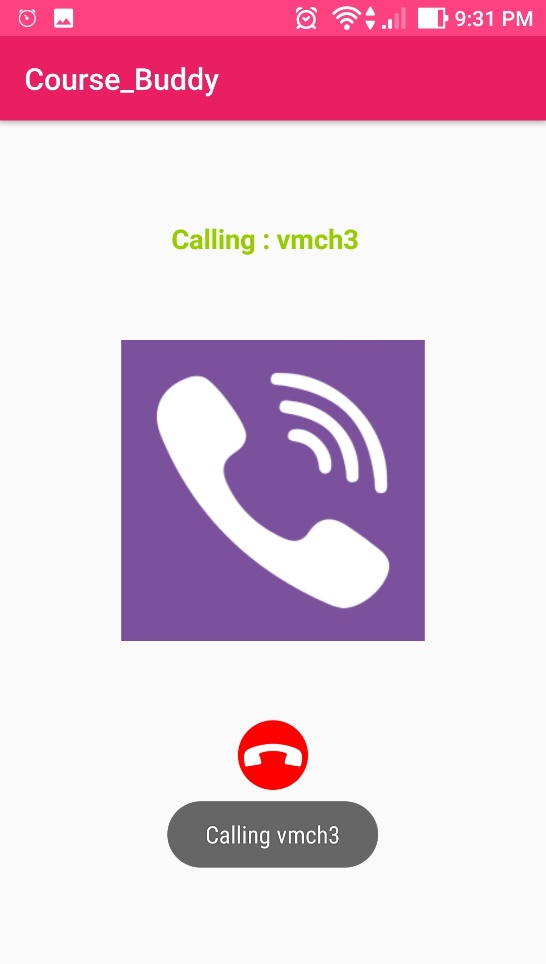 9:31 PM
Course_Buddy
Calling : vmch3
Calling vmch3